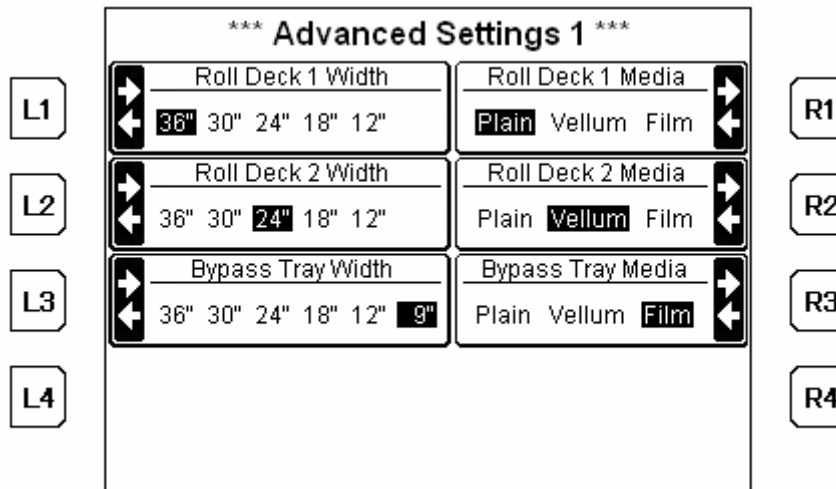 *** Advanced Settings 1 ***
Roll Deck 1 Width
Roll Deck 1 Media
L1
36" 30" 24" 18" 12"
Plain Vellum Film
R1
Roll Deck 2 Width
Roll Deck 2 Media
L2
36" 30" 24" 18" 12"
Plain Vellum Film
R2
Bypass Tray Width
Bypass Tray Media
L3
36" 30" 24" 18" 12" 9"
Plain Vellum Film
R3
L4
R4